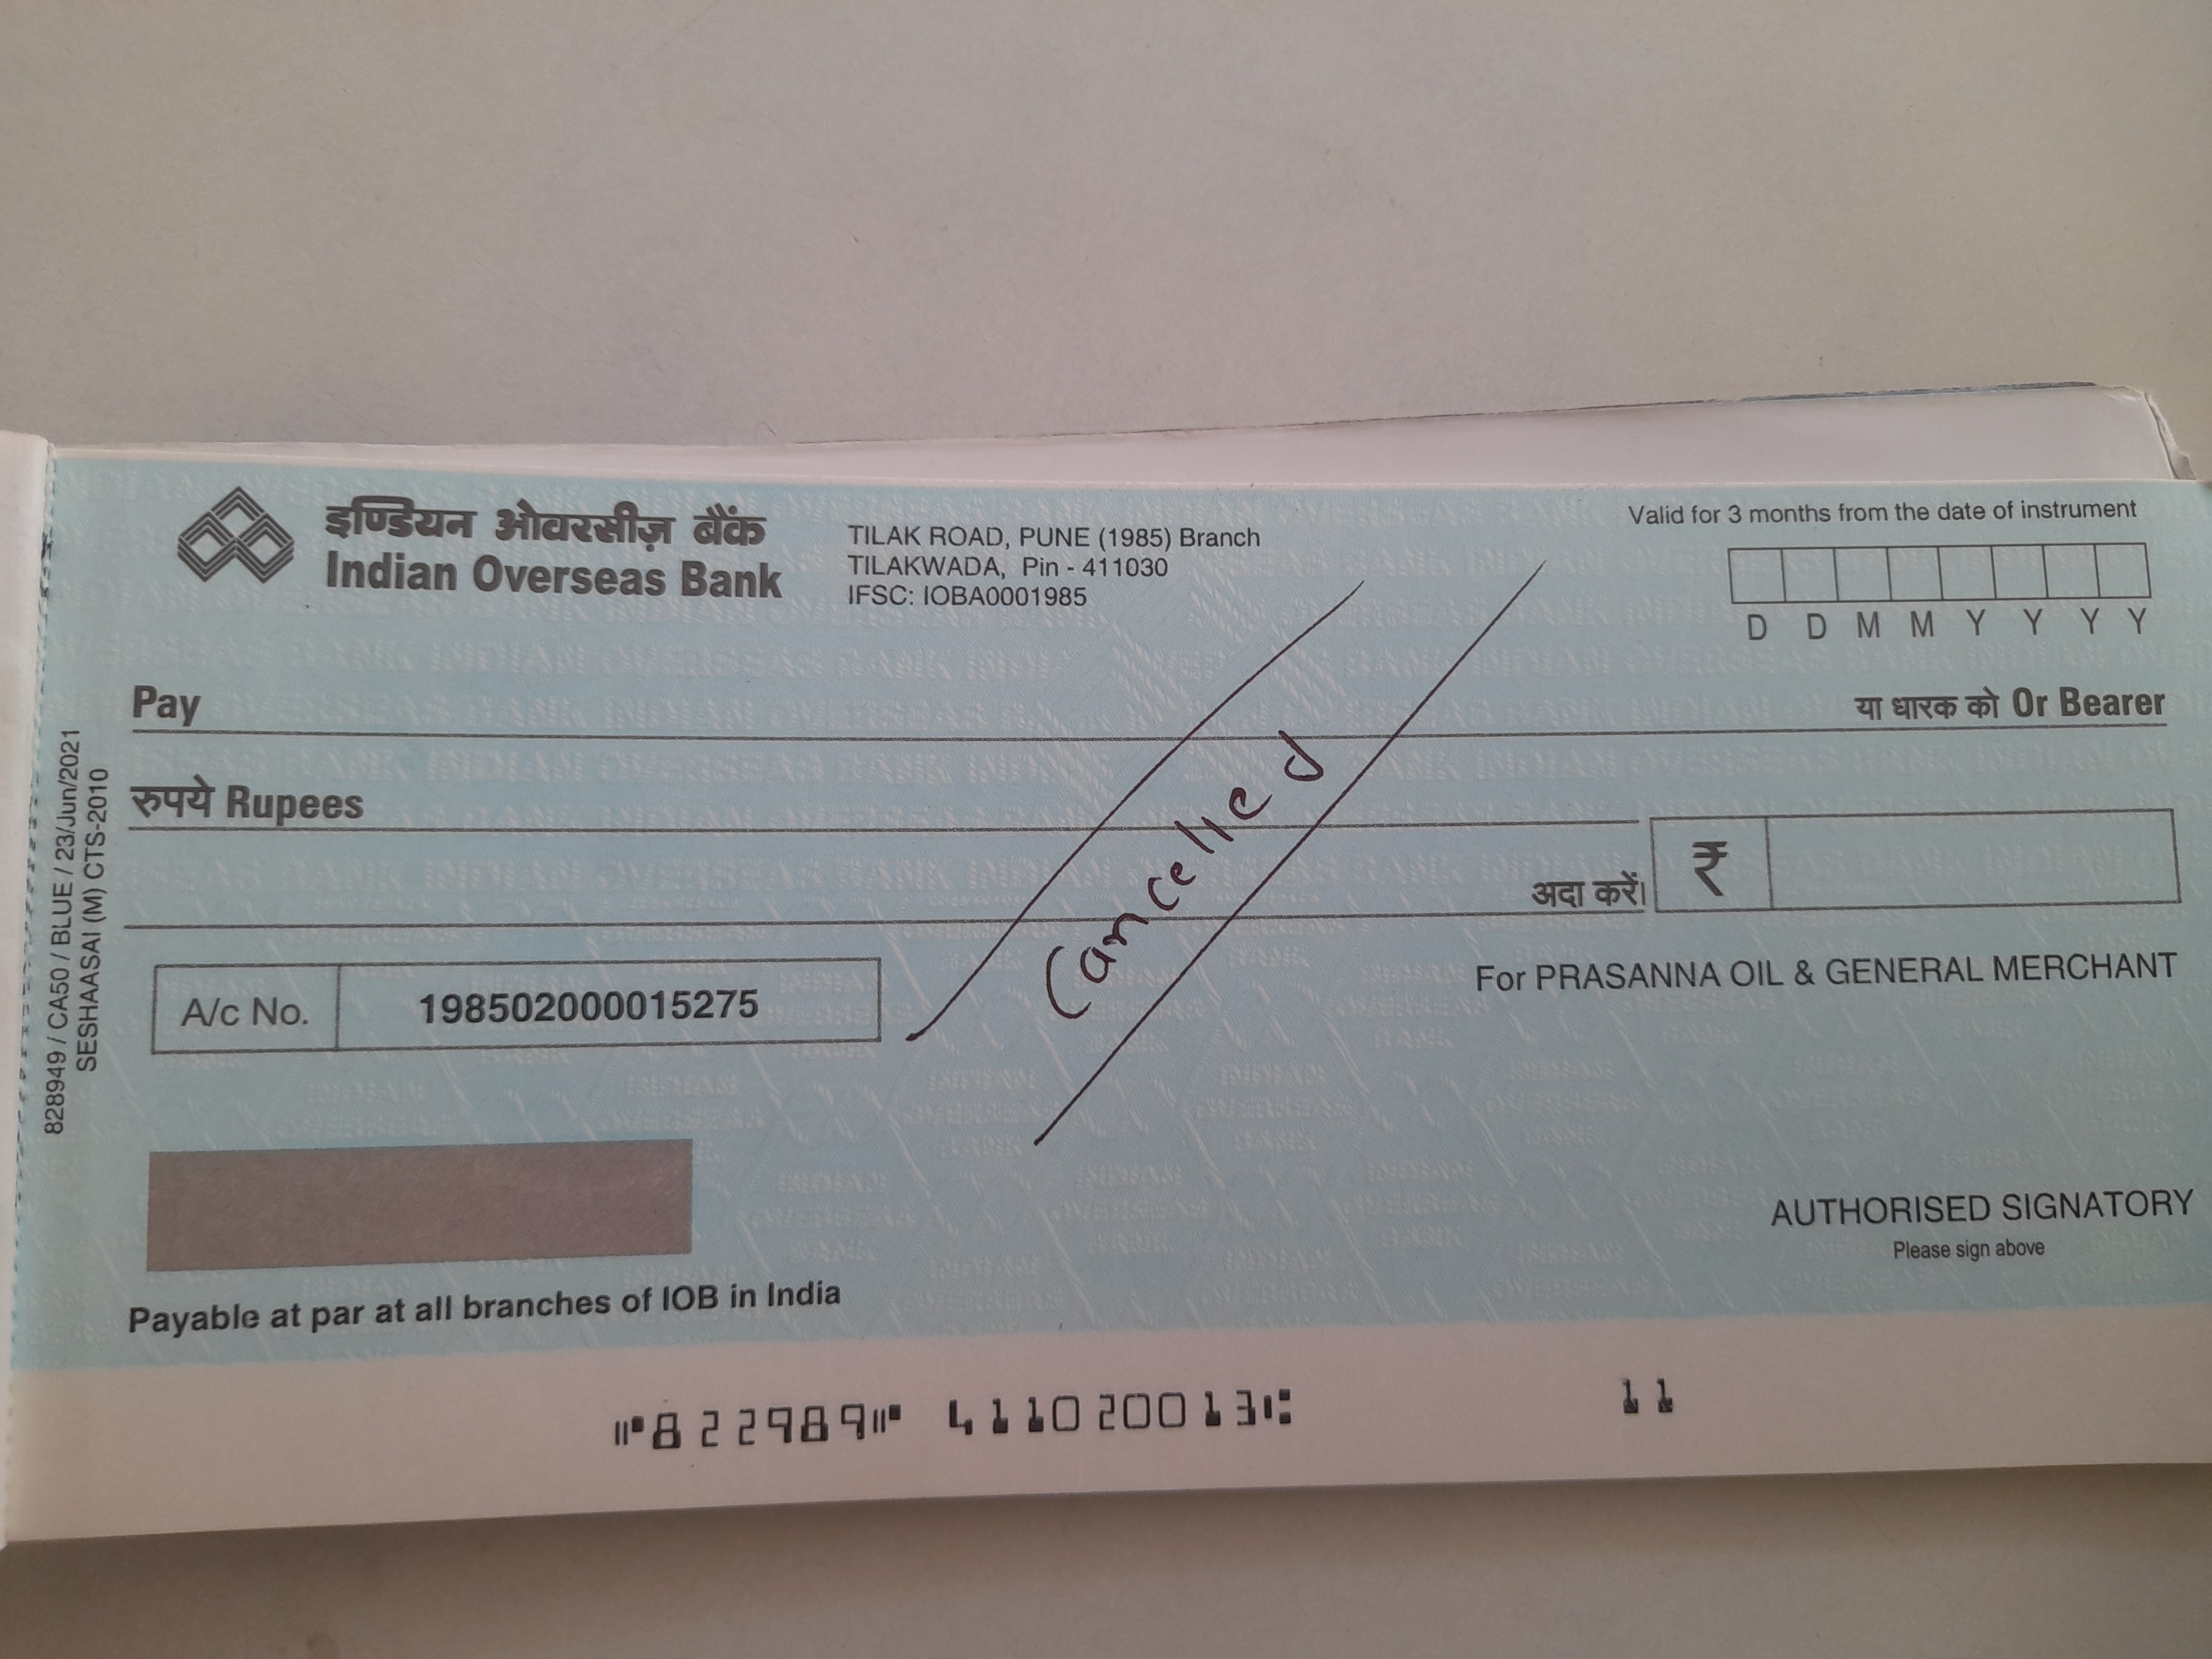 828949 / CA50 / BLUE / 23/Jun/2021
SESHAASAI (M) CTS-2010
इण्डियन ओवरसीज़ बैंक
Indian Overseas Bank
TILAK ROAD, PUNE (1985) Branch
TILAKWADA, Pin - 411030
IFSC: IOBA0001985
Valid for 3 months from the date of instrument
D D M M Y Y Y Y
Pay
या धारक को Or Bearer
रुपये Rupees
अदा करें।
₹
A/c No. 198502000015275
Cancelled
For PRASANNA OIL & GENERAL MERCHANT
AUTHORISED SIGNATORY
Please sign above
Payable at par at all branches of IOB in India
⑈822989⑈ 411020013⑆ 11